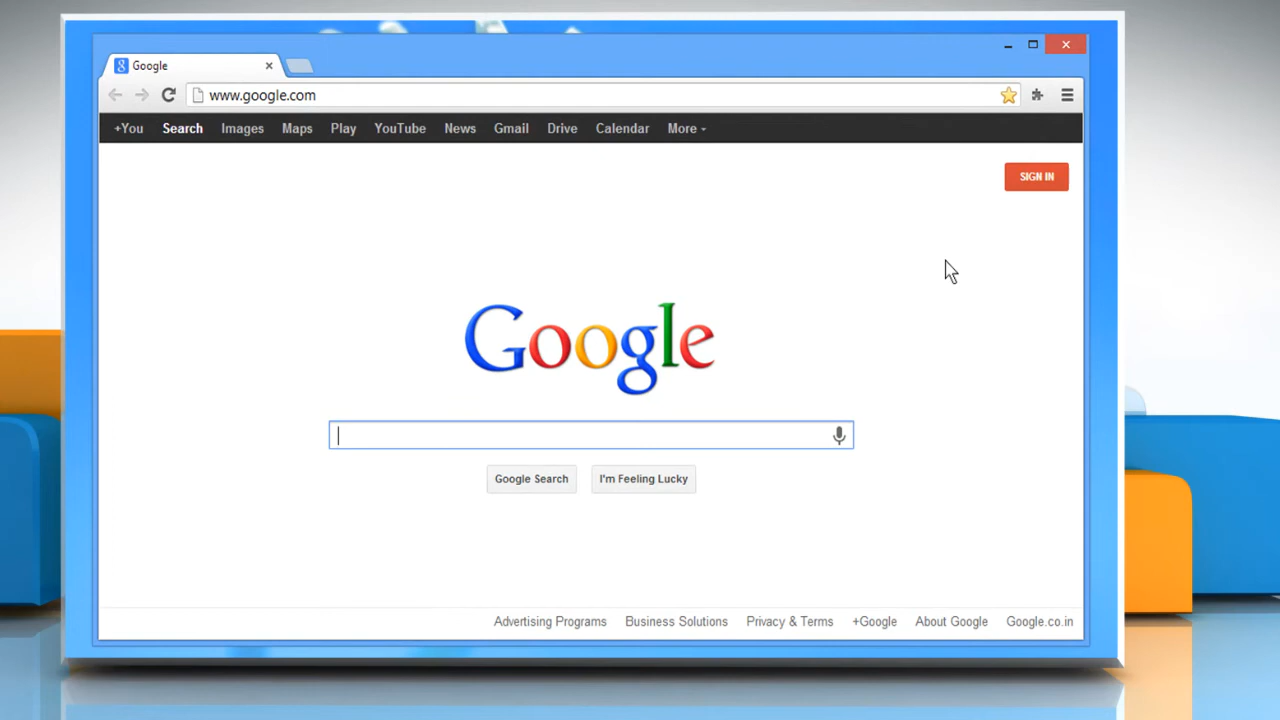 Google
www.google.com
+You Search Images Maps Play YouTube News Gmail Drive Calendar More
SIGN IN
Google
Google Search I'm Feeling Lucky
Advertising Programs Business Solutions Privacy & Terms +Google About Google Google.co.in